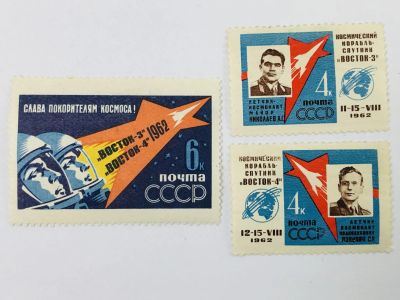 СЛАВА ПОКОРИТЕЛЯМ КОСМОСА!
„ВОСТОК-3"
„ВОСТОК-4" 1962
6К
ПОЧТА
СССР
КОСМИЧЕСКИЙ
КОРАБЛЬ-
СПУТНИК
„ВОСТОК-3"
4К
ЛЕТЧИК-
КОСМОНАВТ
МАЙОР
НИКОЛАЕВ А.Г.
ПОЧТА
СССР
11-15-VIII
1962
КОСМИЧЕСКИЙ
КОРАБЛЬ-
СПУТНИК
„ВОСТОК-4"
12-15-VIII
1962
4К
ПОЧТА
СССР
ЛЕТЧИК
КОСМОНАВТ
ПОДПОЛКОВНИК
ПОПОВИЧ П.Р.